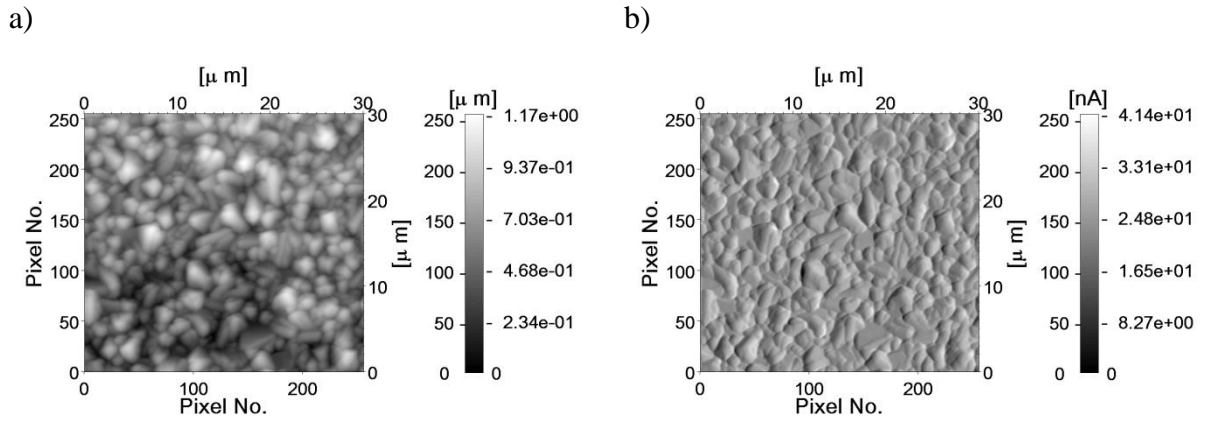 a)
b)
[μ m]
0 10 20 30
[μ m]
250 1.17e+00
200 9.37e-01
150 7.03e-01
100 4.68e-01
50 2.34e-01
0 0
Pixel No.
250
200
150
100
50
0
30
20
10
0
[μ m]
0 100 200
Pixel No.
[μ m]
0 10 20 30
[nA]
250 4.14e+01
200 3.31e+01
150 2.48e+01
100 1.65e+01
50 8.27e+00
0 0
Pixel No.
250
200
150
100
50
0
30
20
10
0
[μ m]
0 100 200
Pixel No.